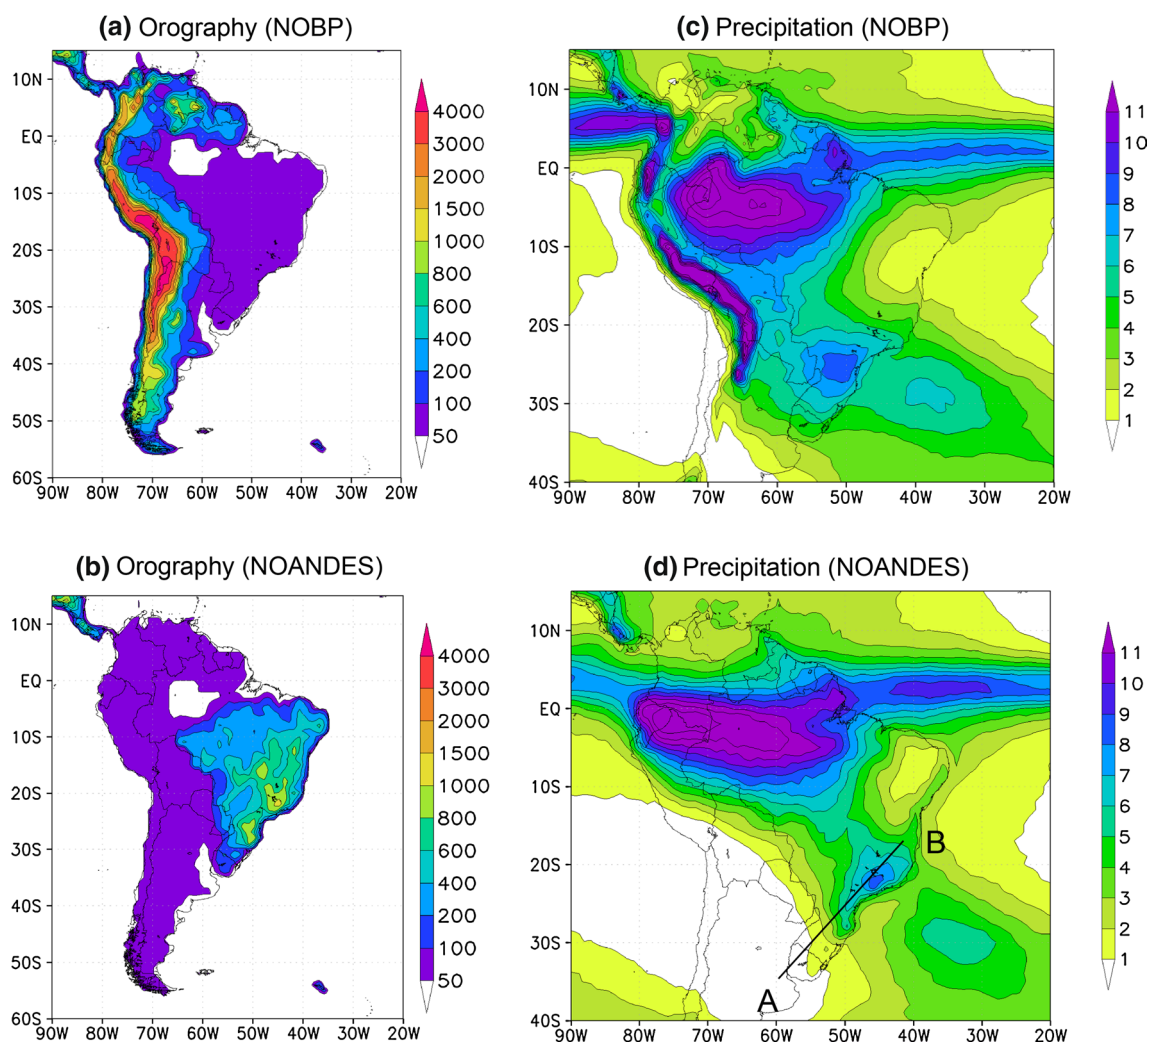 (a) Orography (NOBP)
10N
EQ
10S
20S
30S
40S
50S
60S
90W 80W 70W 60W 50W 40W 30W 20W
4000
3000
2000
1500
1000
800
600
400
200
100
50
(c) Precipitation (NOBP)
10N
EQ
10S
20S
30S
40S
90W 80W 70W 60W 50W 40W 30W 20W
11
10
9
8
7
6
5
4
3
2
1
(b) Orography (NOANDES)
10N
EQ
10S
20S
30S
40S
50S
60S
90W 80W 70W 60W 50W 40W 30W 20W
4000
3000
2000
1500
1000
800
600
400
200
100
50
(d) Precipitation (NOANDES)
10N
EQ
10S
20S
30S
40S
90W 80W 70W 60W 50W 40W 30W 20W
B
A
11
10
9
8
7
6
5
4
3
2
1